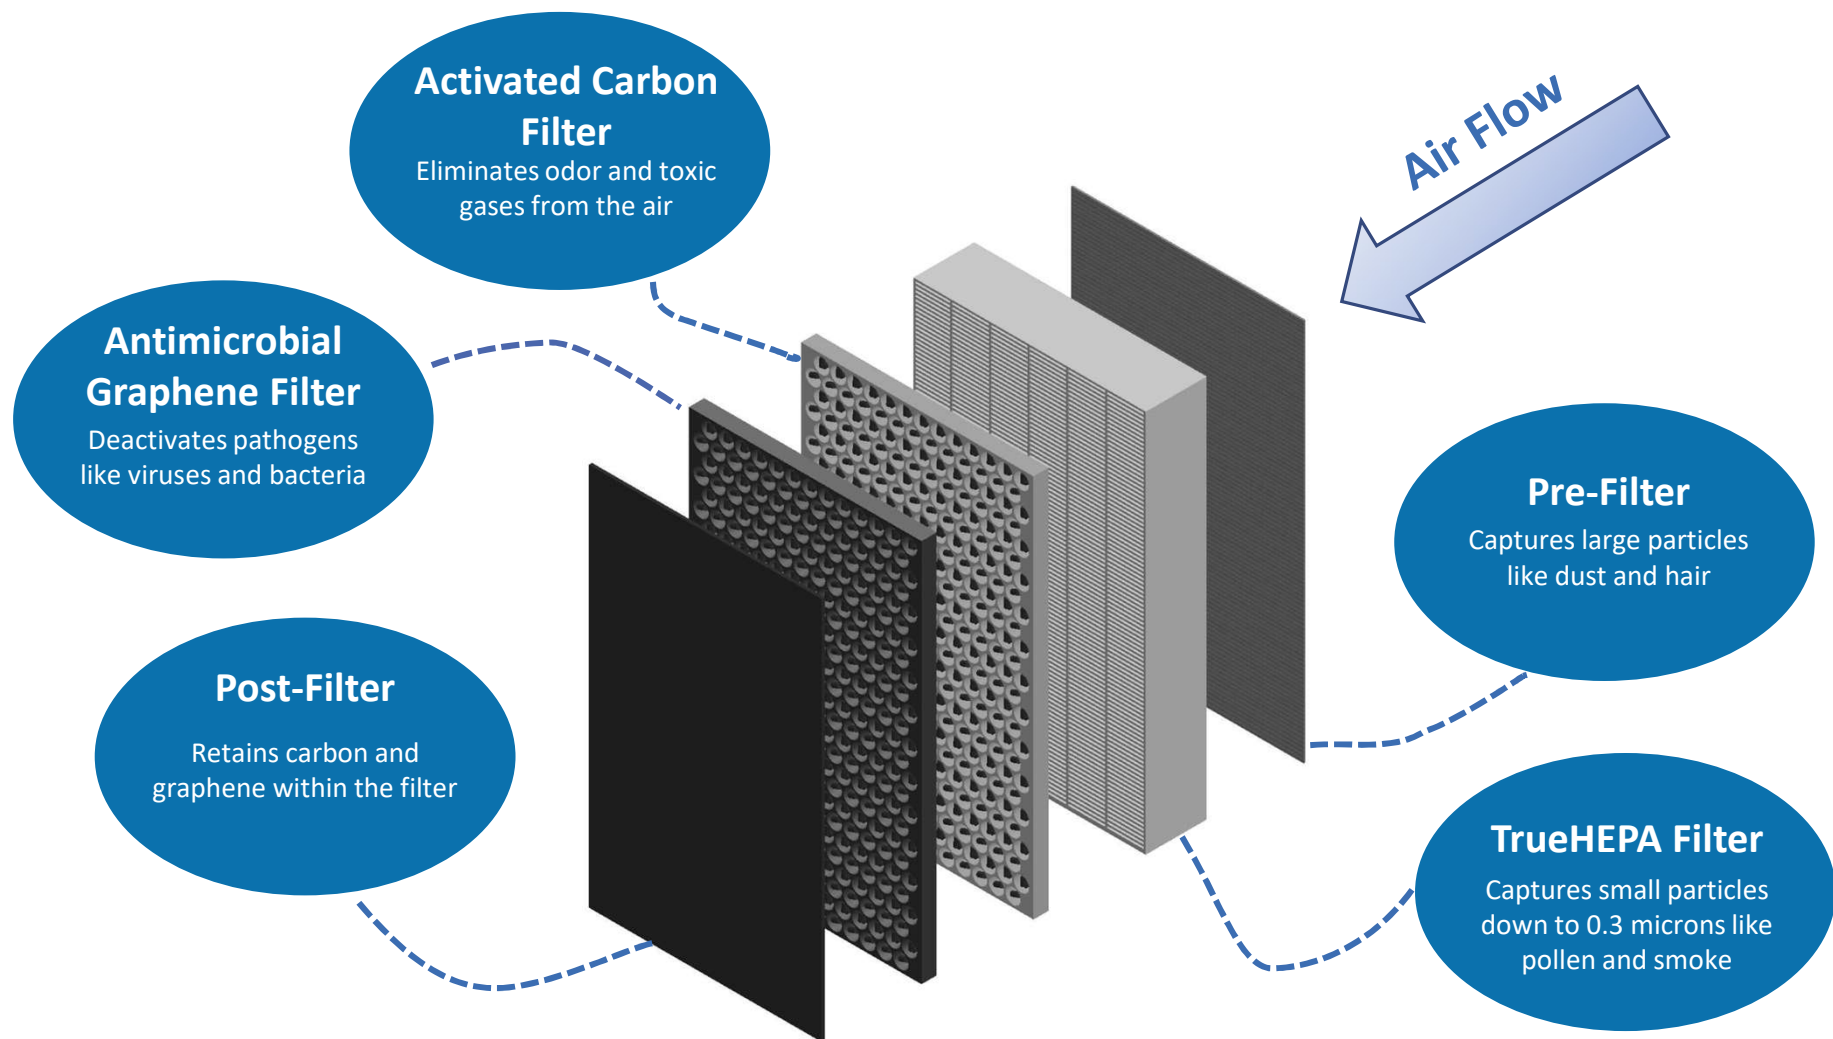 Activated Carbon
Filter
Eliminates odor and toxic
gases from the air
Air Flow
Antimicrobial
Graphene Filter
Deactivates pathogens
like viruses and bacteria
Pre-Filter
Captures large particles
like dust and hair
Post-Filter
Retains carbon and
graphene within the filter
TrueHEPA Filter
Captures small particles
down to 0.3 microns like
pollen and smoke